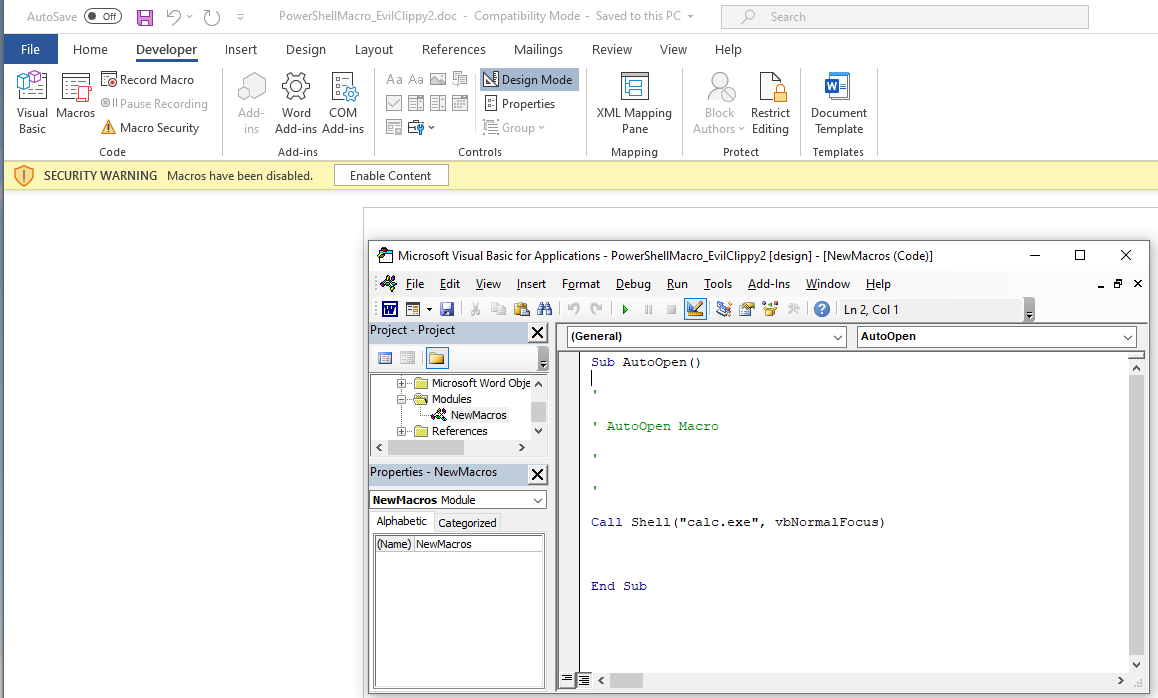 AutoSave Off PowerShellMacro_EvilClippy2.doc - Compatibility Mode - Saved to this PC Search
File Home Developer Insert Design Layout References Mailings Review View Help
Visual Basic
Macros
Record Macro
Pause Recording
Macro Security
Code
Add-ins
Word Add-ins
COM Add-ins
Add-ins
Aa Aa
Design Mode
Properties
Group
Controls
XML Mapping Pane
Mapping
Block Authors
Restrict Editing
Protect
Document Template
Templates
SECURITY WARNING Macros have been disabled. Enable Content
Microsoft Visual Basic for Applications - PowerShellMacro_EvilClippy2 [design] - [NewMacros (Code)]
File Edit View Insert Format Debug Run Tools Add-Ins Window Help
Ln 2, Col 1
Project - Project
Microsoft Word Obje
Modules
NewMacros
References
Properties - NewMacros
NewMacros Module
Alphabetic Categorized
(Name) NewMacros
(General) AutoOpen
Sub AutoOpen()
'
' AutoOpen Macro
'
'
Call Shell("calc.exe", vbNormalFocus)
End Sub